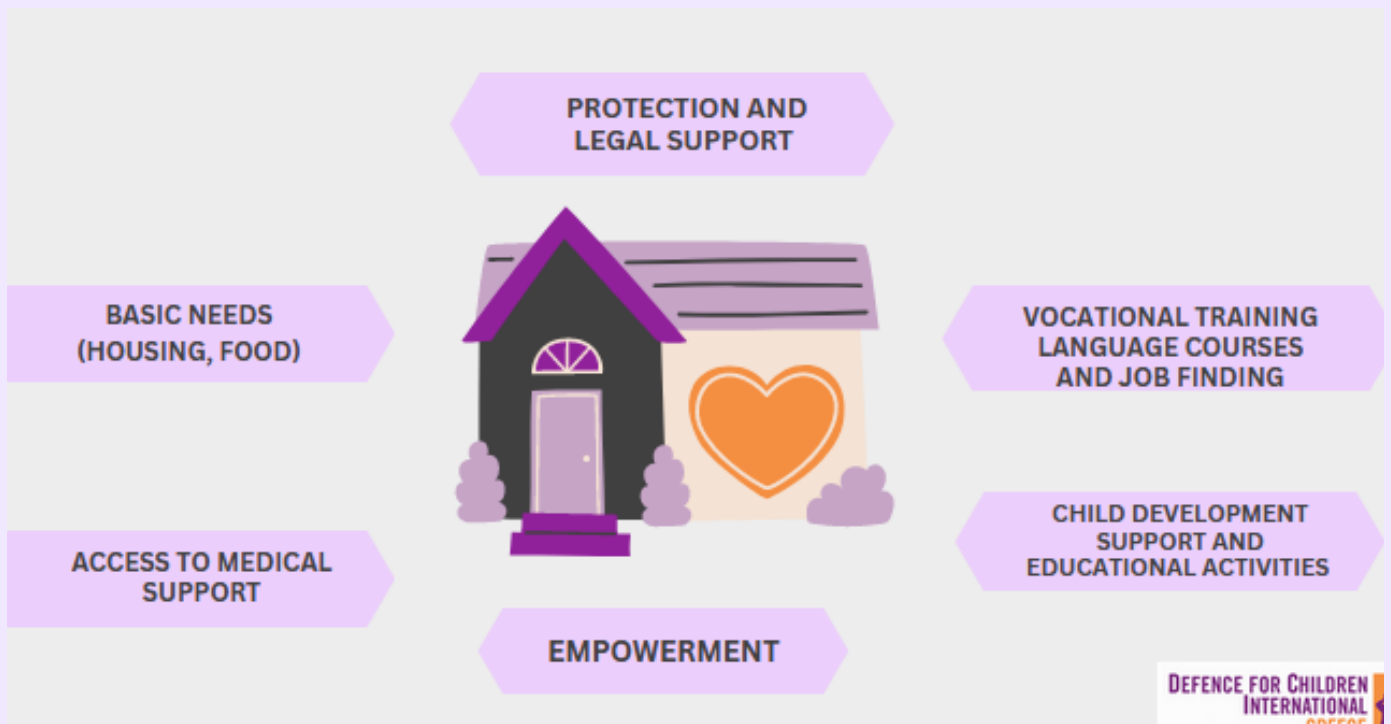 PROTECTION AND
LEGAL SUPPORT
BASIC NEEDS
(HOUSING, FOOD)
VOCATIONAL TRAINING
LANGUAGE COURSES
AND JOB FINDING
ACCESS TO MEDICAL
SUPPORT
CHILD DEVELOPMENT
SUPPORT AND
EDUCATIONAL ACTIVITIES
EMPOWERMENT
DEFENCE FOR CHILDREN
INTERNATIONAL
GREECE